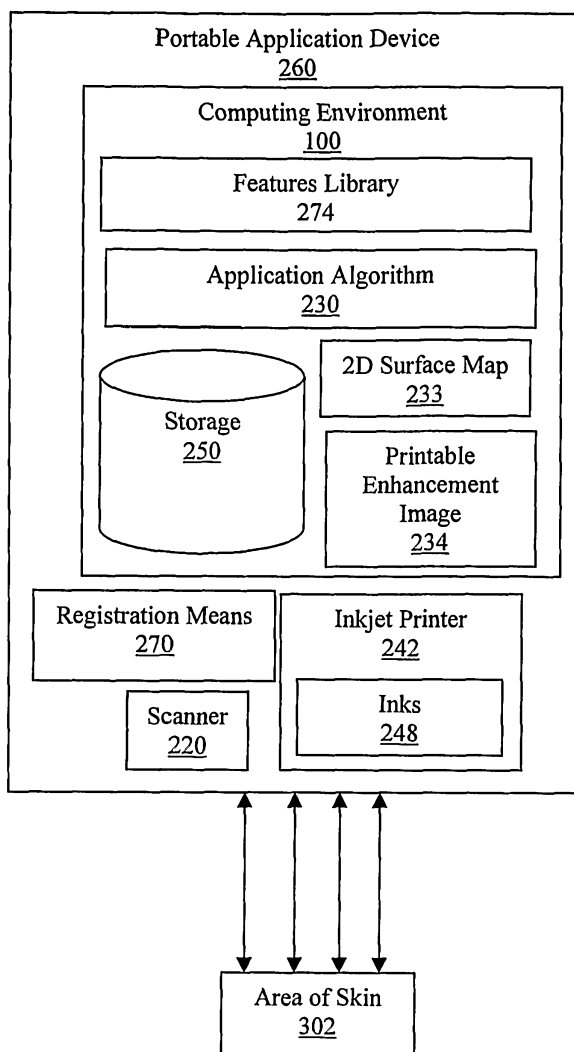 Portable Application Device
260
Computing Environment
100
Features Library
274
Application Algorithm
230
2D Surface Map
233
Storage
250
Printable
Enhancement
Image
234
Registration Means
270
Inkjet Printer
242
Scanner
220
Inks
248
Area of Skin
302